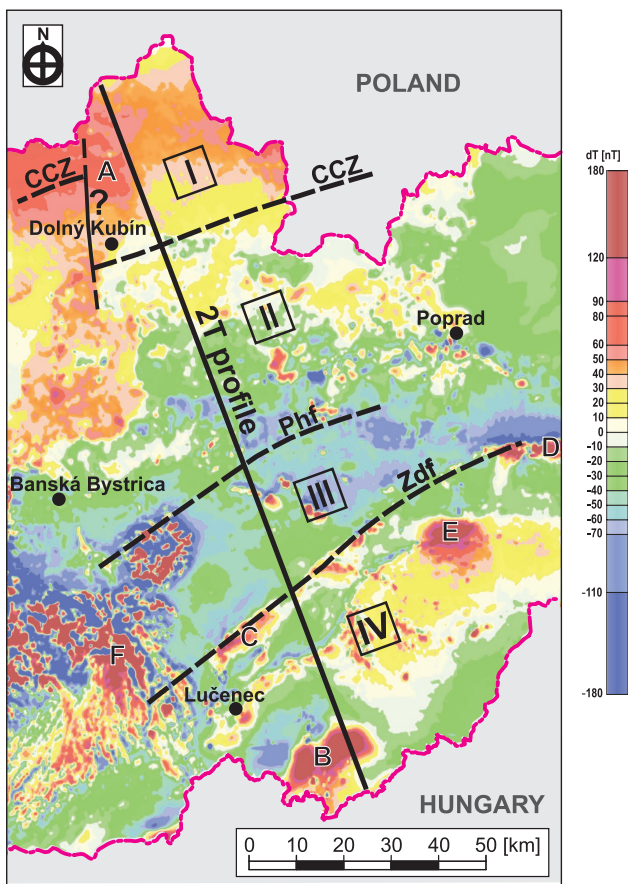 N
POLAND
dT [nT]
180
120
90
80
60
50
40
30
20
10
0
-10
-20
-30
-40
-50
-60
-70
-110
-180
CCZ
A
I
CCZ
?
Dolný Kubín
II
Poprad
2T profile
Phf
Zdf
D
Banská Bystrica
III
E
F
C
IV
Lučenec
B
HUNGARY
0 10 20 30 40 50 [km]